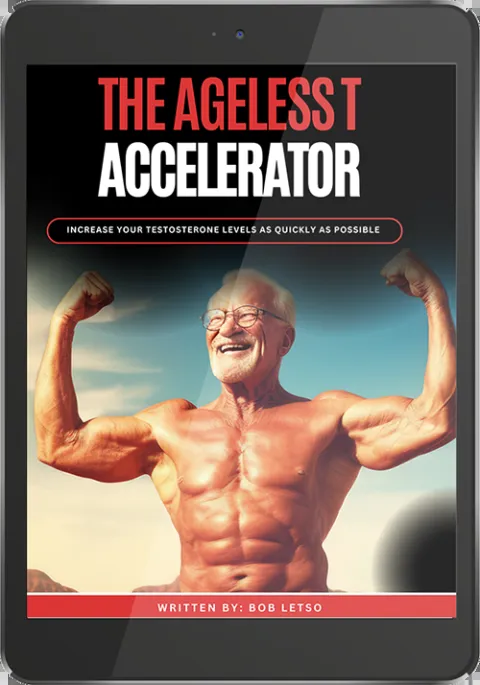 THE AGELESS T
ACCELERATOR
INCREASE YOUR TESTOSTERONE LEVELS AS QUICKLY AS POSSIBLE
WRITTEN BY: BOB LETSO